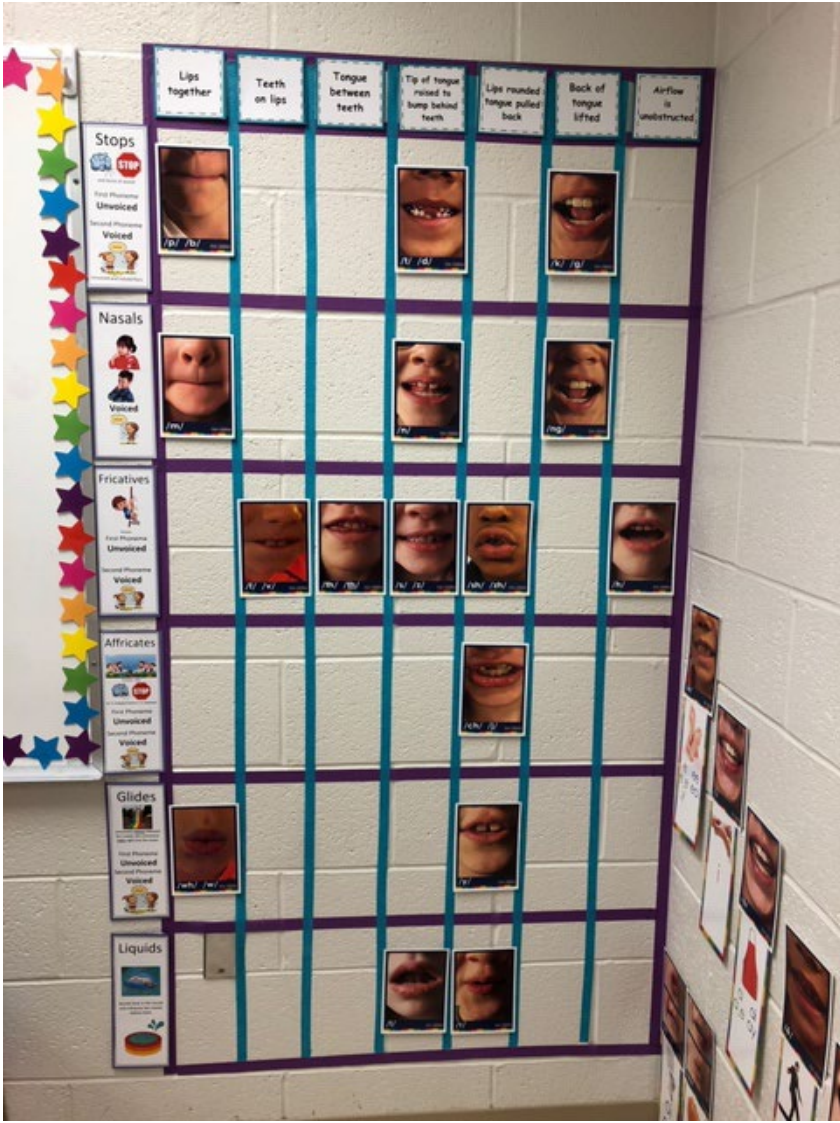 Lips
together
Teeth
on lips
Tongue
between
teeth
Tip of tongue
raised to
bump behind
teeth
Lips rounded
tongue pulled
back
Back of
tongue
lifted
Airflow
is
unobstructed
Stops
STOP
First Phoneme
Unvoiced
Second Phoneme
Voiced
/p/ /b/
/t/ /d/
/k/ /g/
Nasals
Voiced
/m/
/n/
/ng/
Fricatives
First Phoneme
Unvoiced
Second Phoneme
Voiced
/f/ /v/
/th/ /th/
/s/ /z/
/sh/ /zh/
/h/
Affricates
STOP
First Phoneme
Unvoiced
Second Phoneme
Voiced
/ch/ /j/
Glides
First Phoneme
Unvoiced
Second Phoneme
Voiced
/wh/ /w/
/y/
Liquids
/l/
/r/